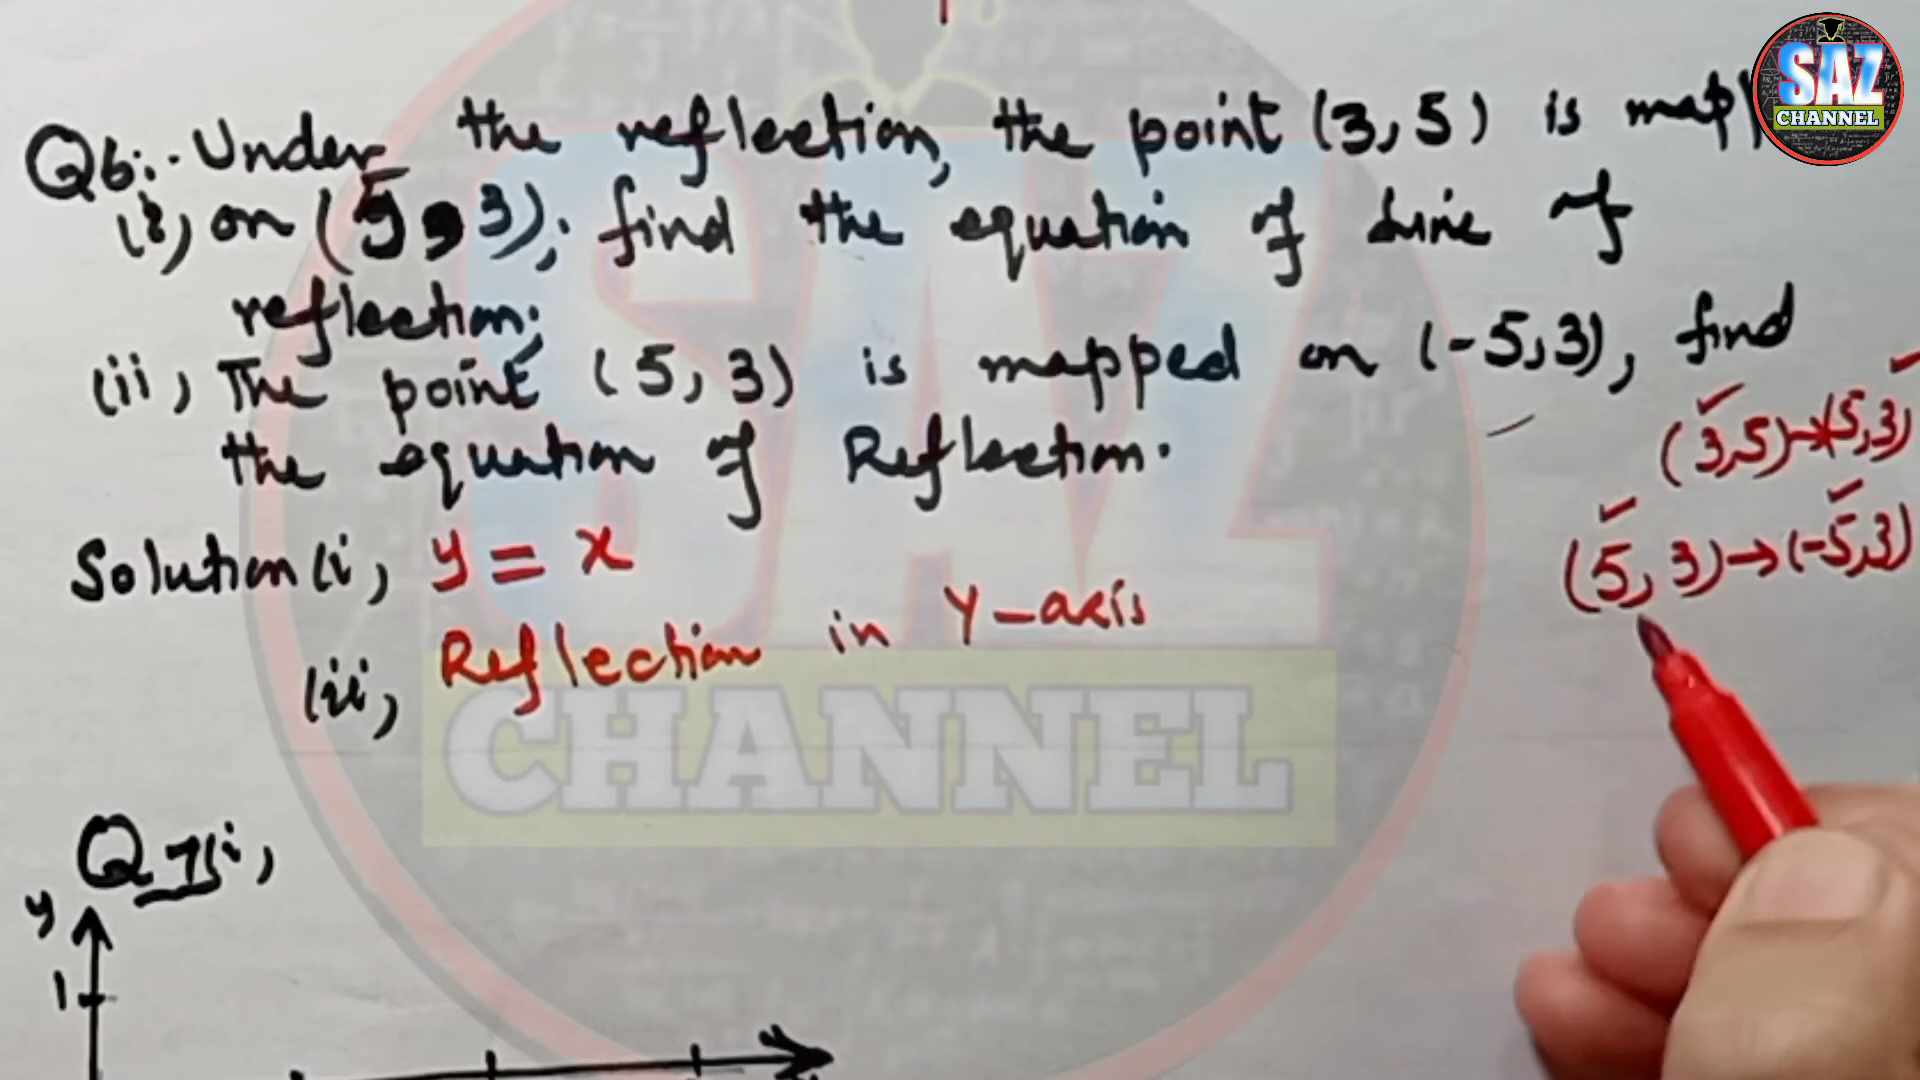 Q6:- Under the reflection, the point (3,5) is mapp
(i) on (5,3); find the equation of Line of
reflection;
(ii) The point (5,3) is mapped on (-5,3), find
the equation of Reflection.
(3,5)→(5,3)
(5,3)→(-5,3)
Solution (i) y = x
(ii) Reflection in Y-axis
Q 7(i)
y
1
SAZ
CHANNEL
SAZ
CHANNEL